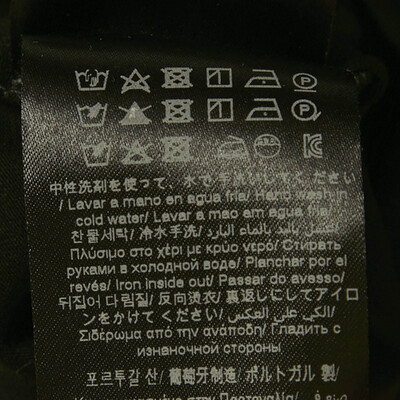 中性洗剤を使って、水で手洗いしてください
/ Lavar a mano en agua fría/ Hand wash in
cold water/ Lavar a mao em água fria/
찬물세탁/ 冷水手洗/ اغسل باليد بالماء البارد/
Πλύσιμο στο χέρι με κρύο νερό/ Стирать
руками в холодной воде/ Planchar por el
revés/ Iron inside out/ Passar do avesso/
뒤집어 다림질/ 反向烫衣/ 裏返しにしてアイロ
ンをかけてください/ الكي على العكس/
Σιδέρωμα από την ανάποδη/ Гладить с
изнаночной стороны
포르투갈 산/ 葡萄牙制造/ ポルトガル 製/